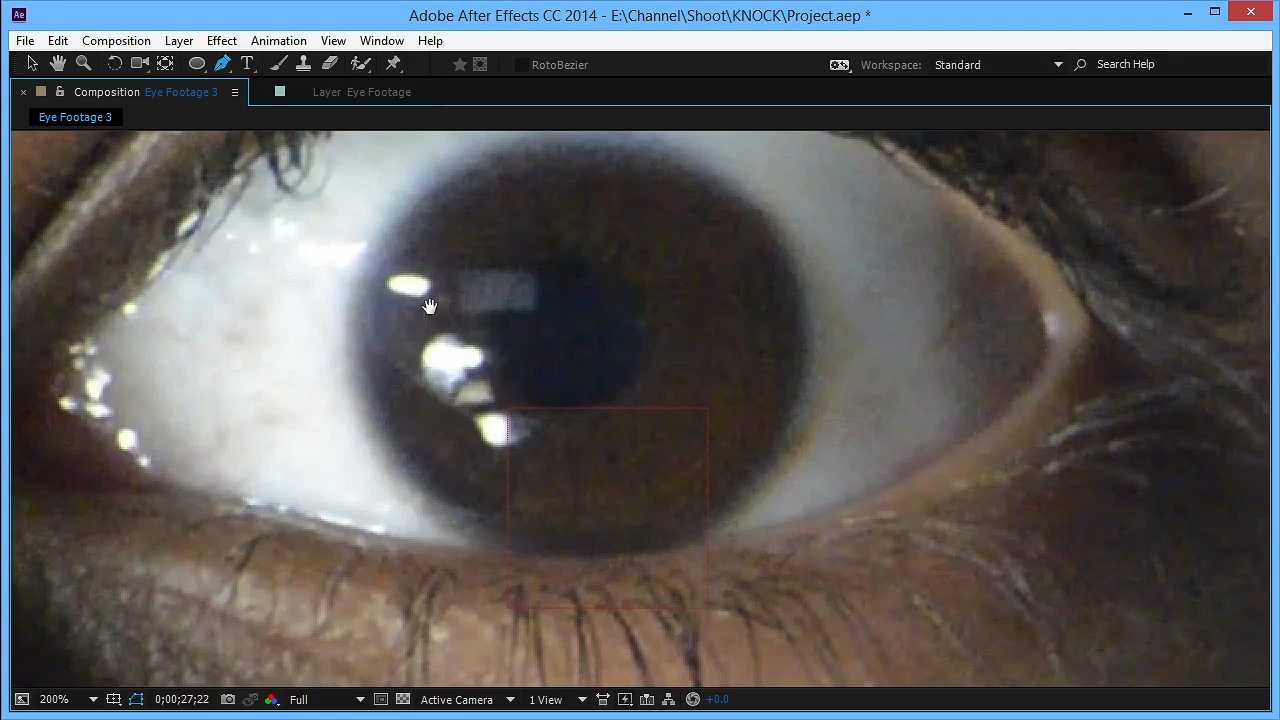 Ae Adobe After Effects CC 2014 - E:\Channel\Shoot\KNOCK\Project.aep *
File Edit Composition Layer Effect Animation View Window Help
T RotoBezier Workspace: Standard Search Help
× Composition Eye Footage 3 Layer Eye Footage
Eye Footage 3
200% 0;00;27;22 Full Active Camera 1 View +0.0